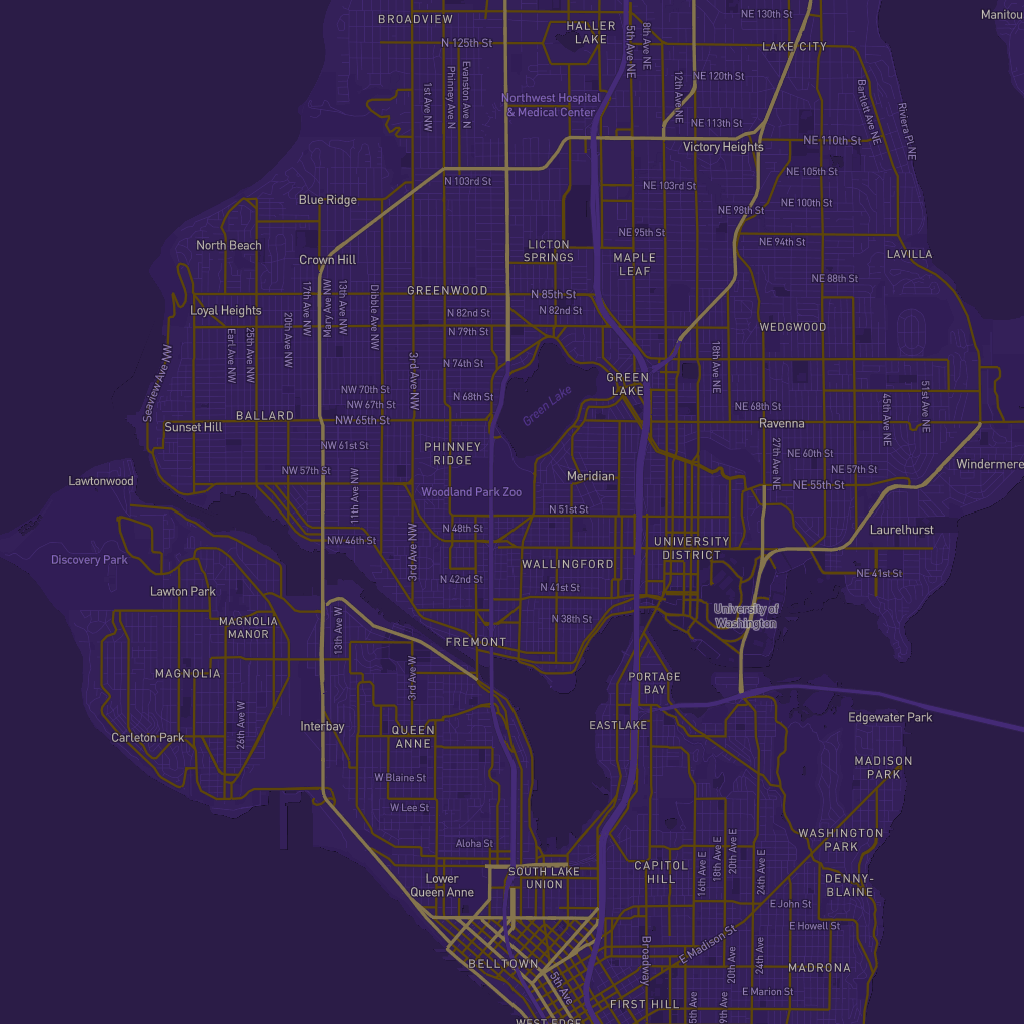 NE 130th St
Manitou
BROADVIEW
HALLER
LAKE
5th Ave NE
8th Ave NE
N 125th St
LAKE CITY
12th Ave NE
NE 120th St
1st Ave NW
Phinney Ave N
Evanston Ave N
Northwest Hospital
& Medical Center
Bartlett Ave NE
Riviera Pl NE
NE 113th St
Victory Heights
NE 110th St
NE 105th St
N 103rd St
NE 103rd St
Blue Ridge
NE 100th St
NE 98th St
NE 95th St
NE 94th St
North Beach
LICTON
SPRINGS
MAPLE
LEAF
LAVILLA
Crown Hill
NE 88th St
17th Ave NW
Mary Ave NW
13th Ave NW
Dibble Ave NW
GREENWOOD
N 85th St
Loyal Heights
N 82nd St
N 82nd St
WEDGWOOD
N 79th St
Earl Ave NW
25th Ave NW
20th Ave NW
Seaview Ave NW
3rd Ave NW
N 74th St
18th Ave NE
GREEN
LAKE
NW 70th St
N 68th St
Green Lake
NW 67th St
NE 68th St
45th Ave NE
51st Ave NE
BALLARD
NW 65th St
Sunset Hill
Ravenna
NW 61st St
PHINNEY
RIDGE
27th Ave NE
NE 60th St
NW 57th St
NE 57th St
Windermere
Lawtonwood
Meridian
11th Ave NW
Woodland Park Zoo
NE 55th St
N 51st St
N 48th St
Laurelhurst
NW 46th St
3rd Ave NW
UNIVERSITY
DISTRICT
Discovery Park
WALLINGFORD
NE 41st St
N 42nd St
N 41st St
Lawton Park
University of
Washington
MAGNOLIA
MANOR
13th Ave W
N 38th St
FREMONT
MAGNOLIA
3rd Ave W
PORTAGE
BAY
26th Ave W
Interbay
EASTLAKE
Edgewater Park
Carleton Park
QUEEN
ANNE
MADISON
PARK
W Blaine St
W Lee St
WASHINGTON
PARK
Aloha St
16th Ave E
18th Ave E
20th Ave E
24th Ave E
CAPITOL
HILL
SOUTH LAKE
UNION
Lower
Queen Anne
DENNY-
BLAINE
E John St
E Howell St
Broadway
E Madison St
20th Ave
24th Ave
BELLTOWN
5th Ave
MADRONA
E Marion St
FIRST HILL
5th Ave
9th Ave
WEST EDGE